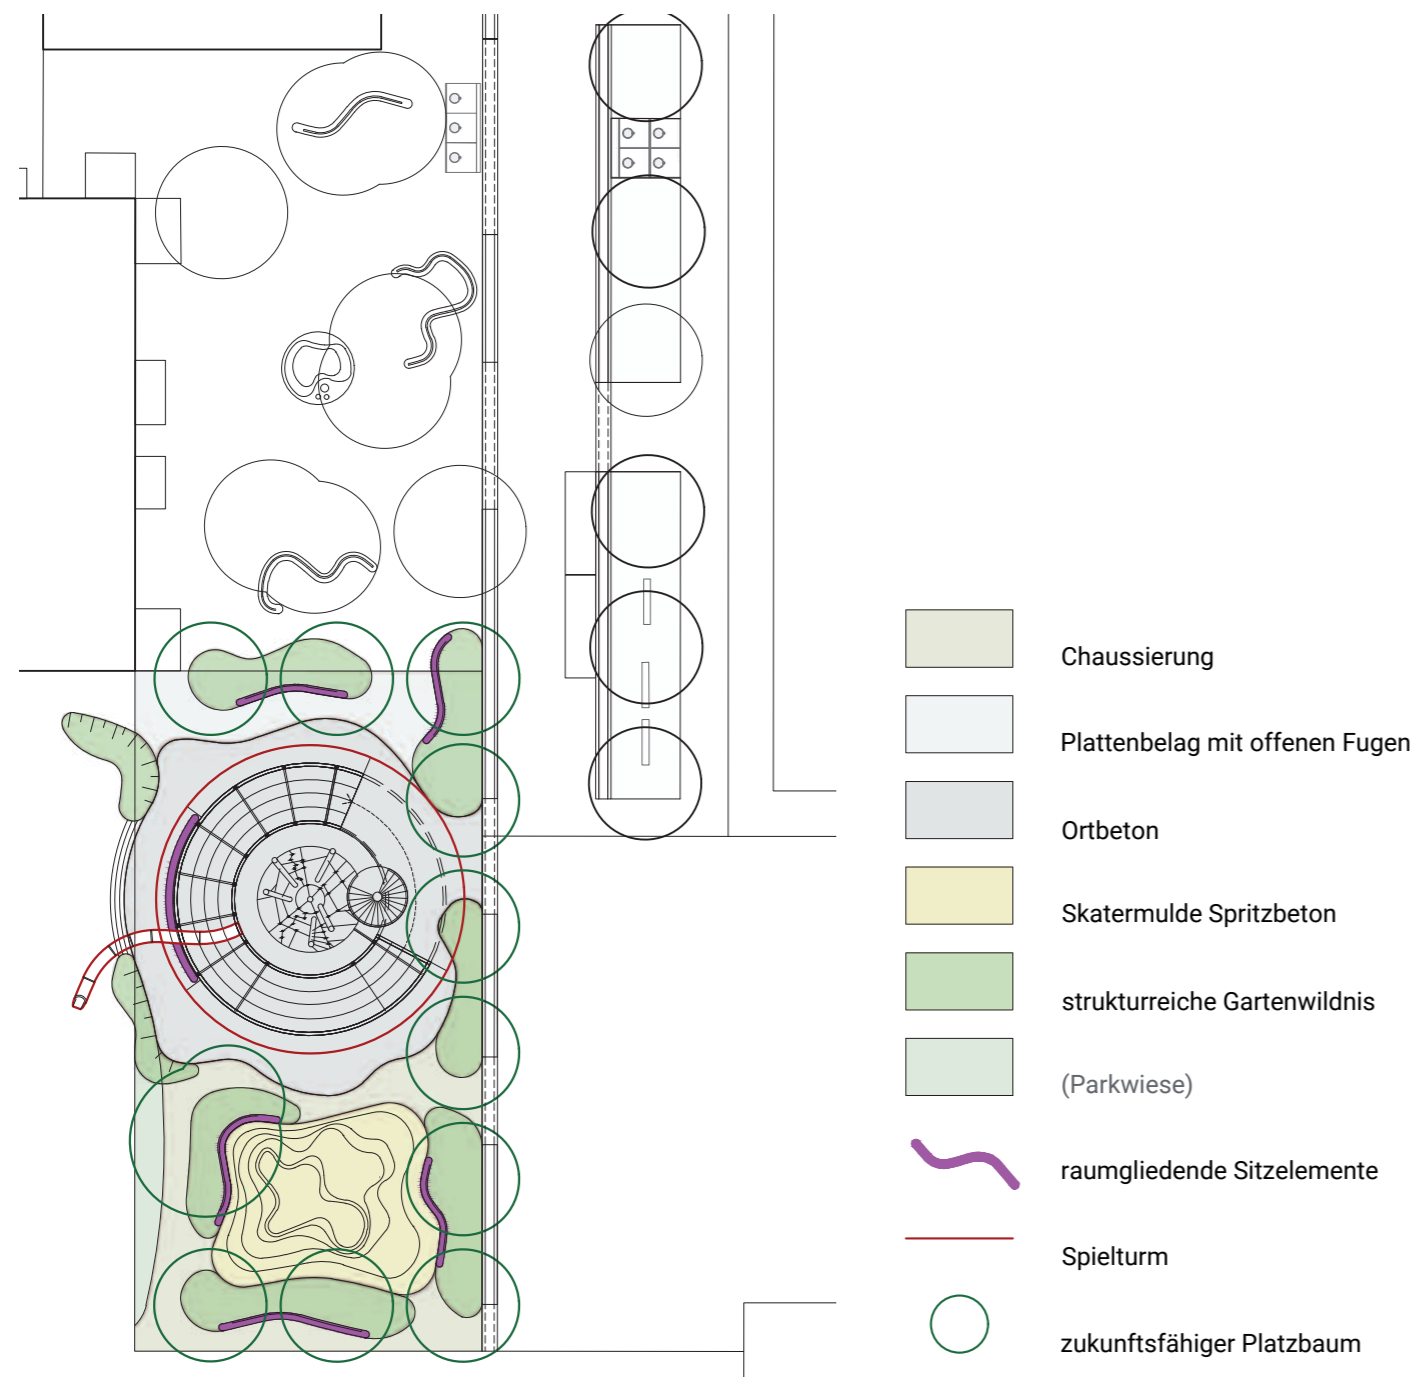 Chaussierung
Plattenbelag mit offenen Fugen
Ortbeton
Skatermulde Spritzbeton
strukturreiche Gartenwildnis
(Parkwiese)
raumgliedende Sitzelemente
Spielturm
zukunftsfähiger Platzbaum